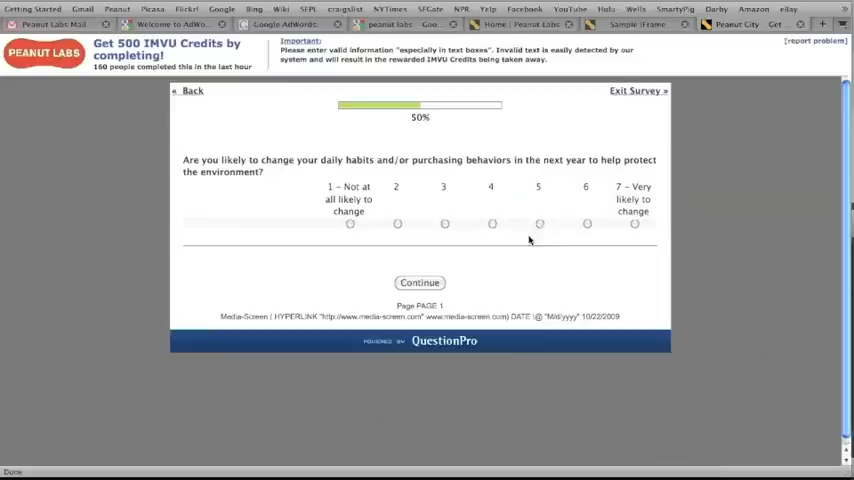 Getting Started Gmail Peanut Picasa Flickr! Google Bing Wiki SFPL craigslist NYTimes SFGate NPR Yelp Facebook YouTube Hulu Wells SmartyPig Darby Amazon eBay
Peanut Labs Mail Welcome to AdWo... Google AdWords: peanut labs - Goo... Home | Peanut Labs Sample iFrame Peanut City - Get ...
PEANUT LABS
Get 500 IMVU Credits by
completing!
160 people completed this in the last hour
Important:
Please enter valid information "especially in text boxes". Invalid text is easily detected by our
system and will result in the rewarded IMVU Credits being taken away.
[report problem]
« Back Exit Survey »
50%
Are you likely to change your daily habits and/or purchasing behaviors in the next year to help protect
the environment?
1 - Not at 2 3 4 5 6 7 - Very
all likely to likely to
change change
Continue
Page PAGE 1
Media-Screen | HYPERLINK "http://www.media-screen.com" www.media-screen.com) DATE \@ "M/d/yyyy" 10/22/2009
POWERED BY QuestionPro
Done